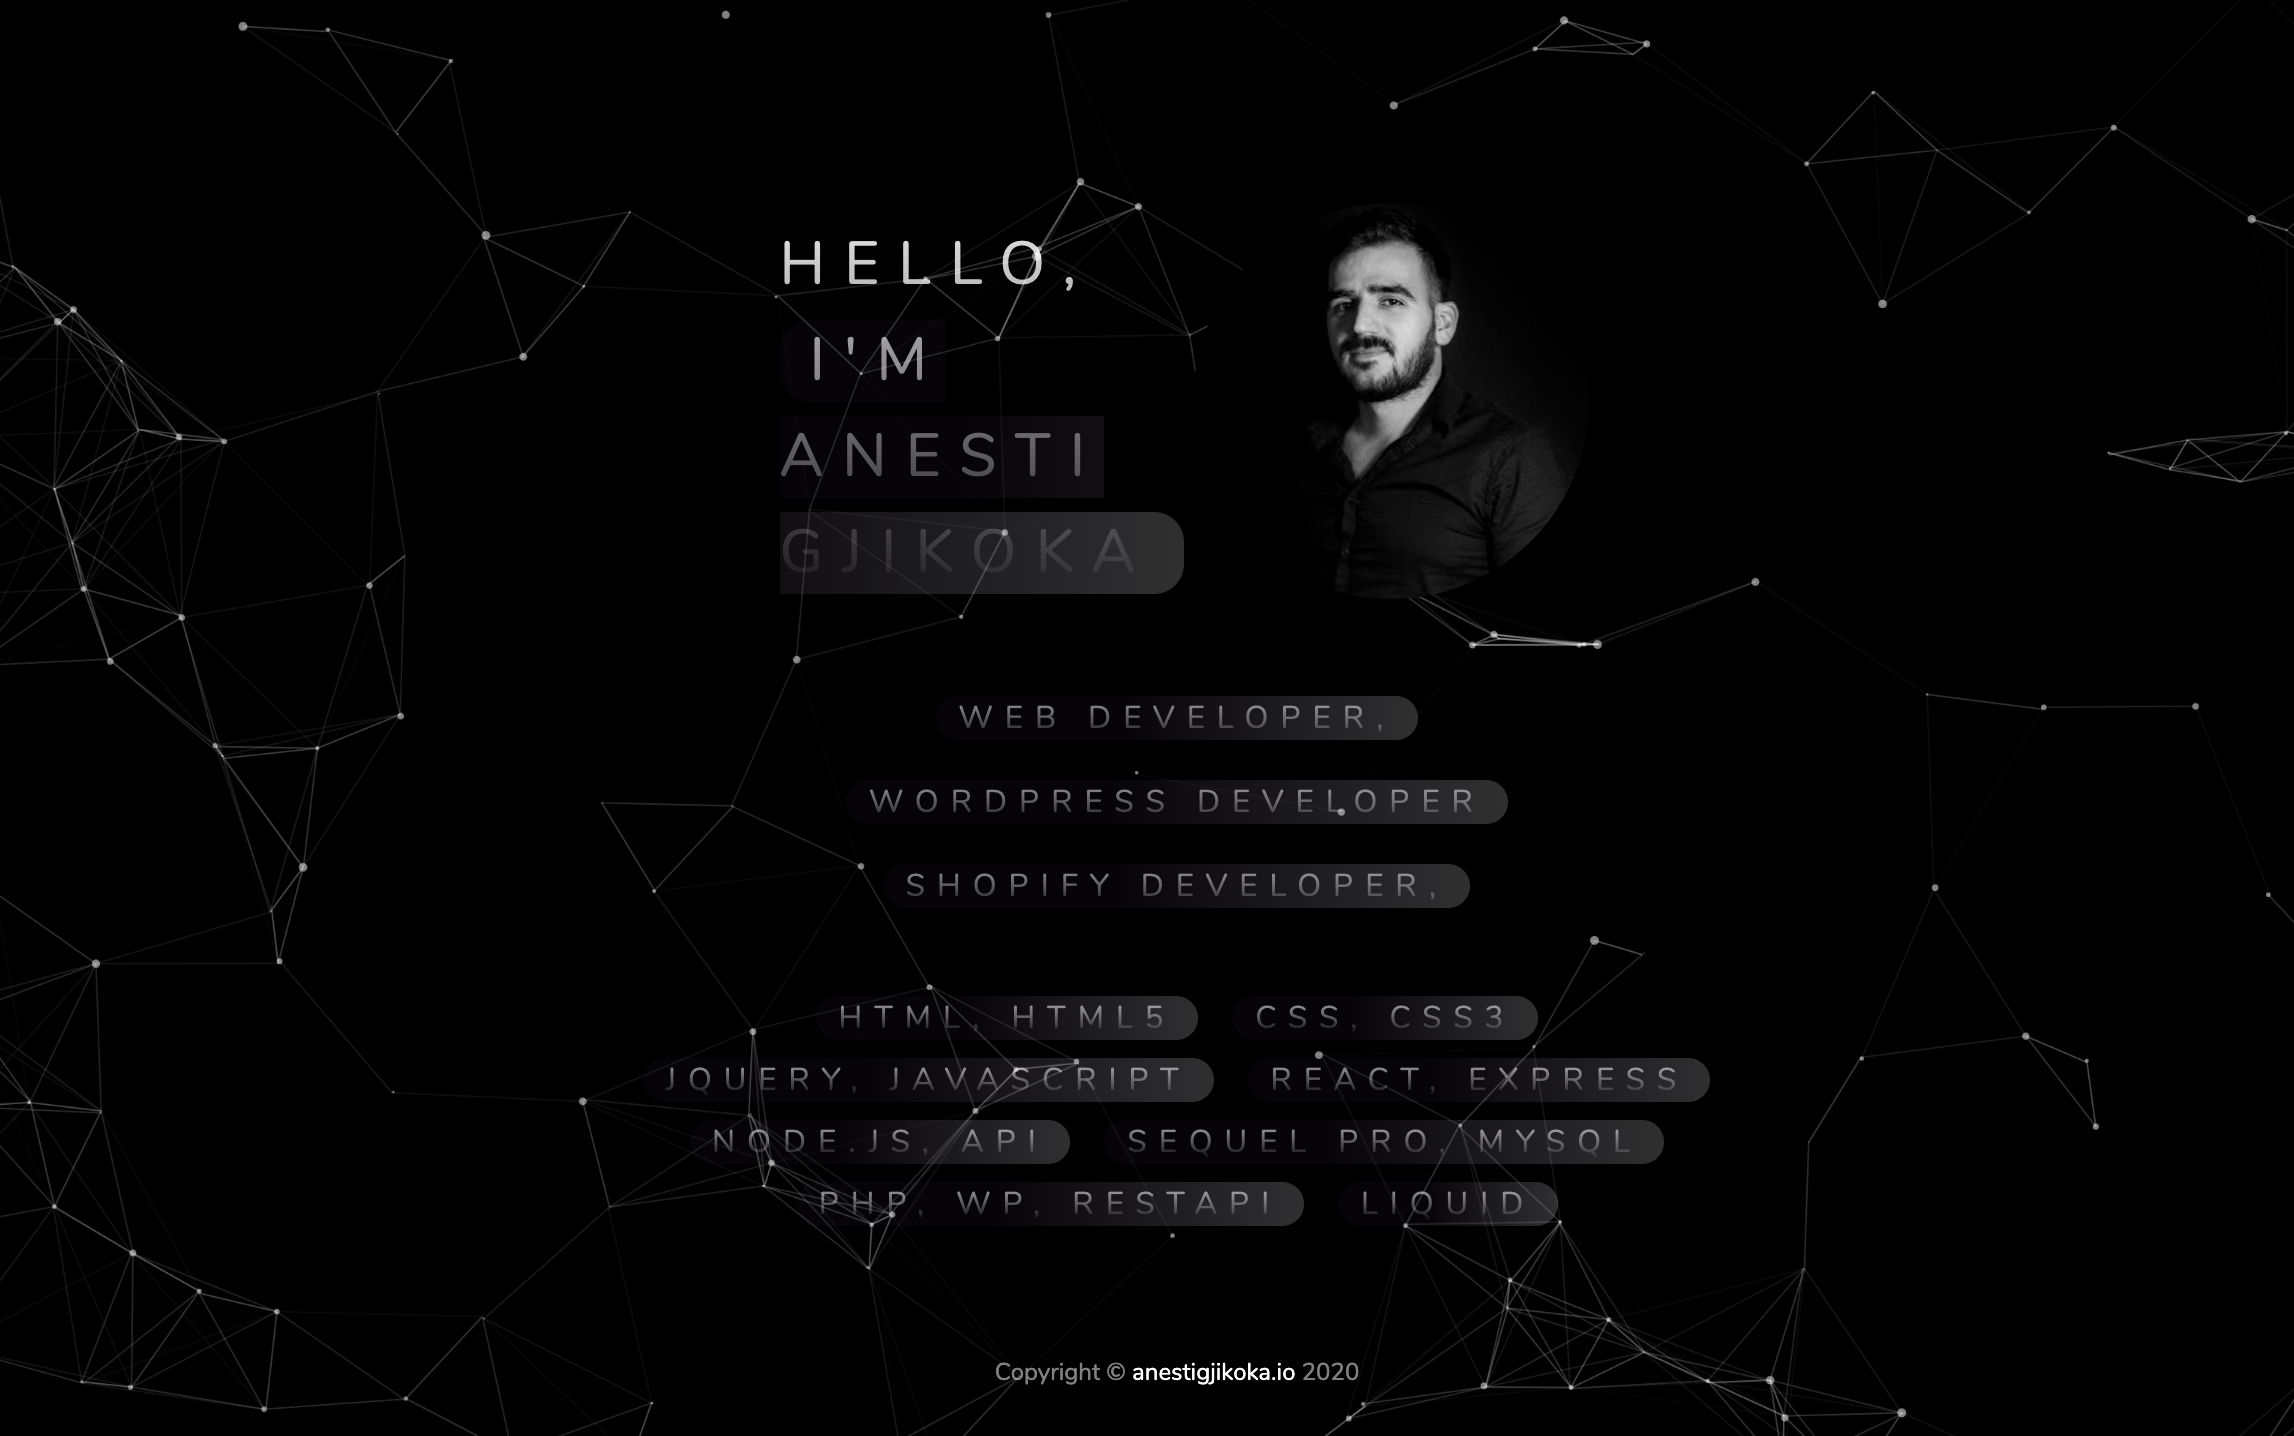 HELLO,
I'M
ANESTI
GJIKOKA
WEB DEVELOPER,
WORDPRESS DEVELOPER
SHOPIFY DEVELOPER,
HTML, HTML5 CSS, CSS3
JQUERY, JAVASCRIPT REACT, EXPRESS
NODE.JS, API SEQUEL PRO, MYSQL
PHP, WP, RESTAPI LIQUID
Copyright © anestigjikoka.io 2020